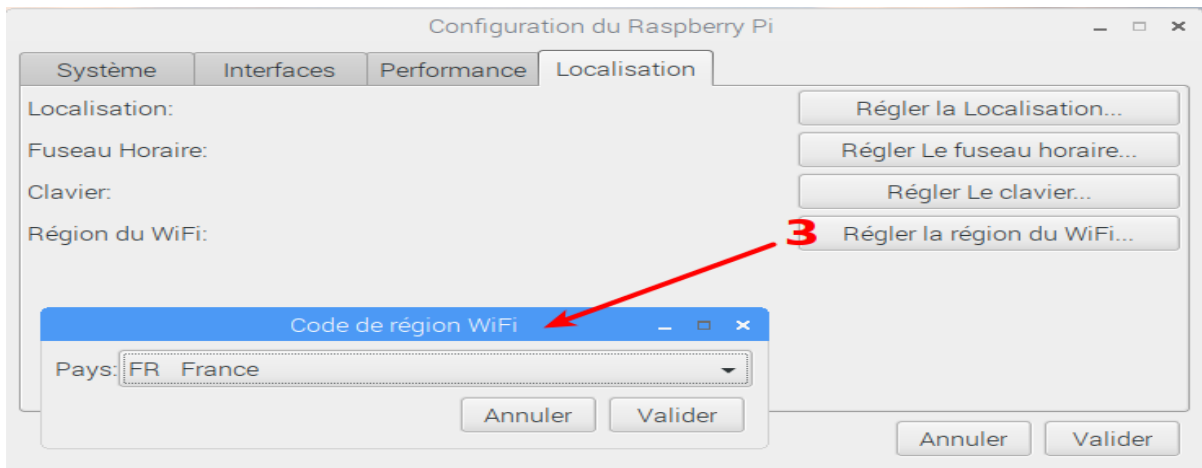 Configuration du Raspberry Pi
Système Interfaces Performance Localisation
Localisation: Régler la Localisation...
Fuseau Horaire: Régler Le fuseau horaire...
Clavier: Régler Le clavier...
Région du WiFi: 3 Régler la région du WiFi...
Code de région WiFi
Pays: FR France
Annuler Valider
Annuler Valider